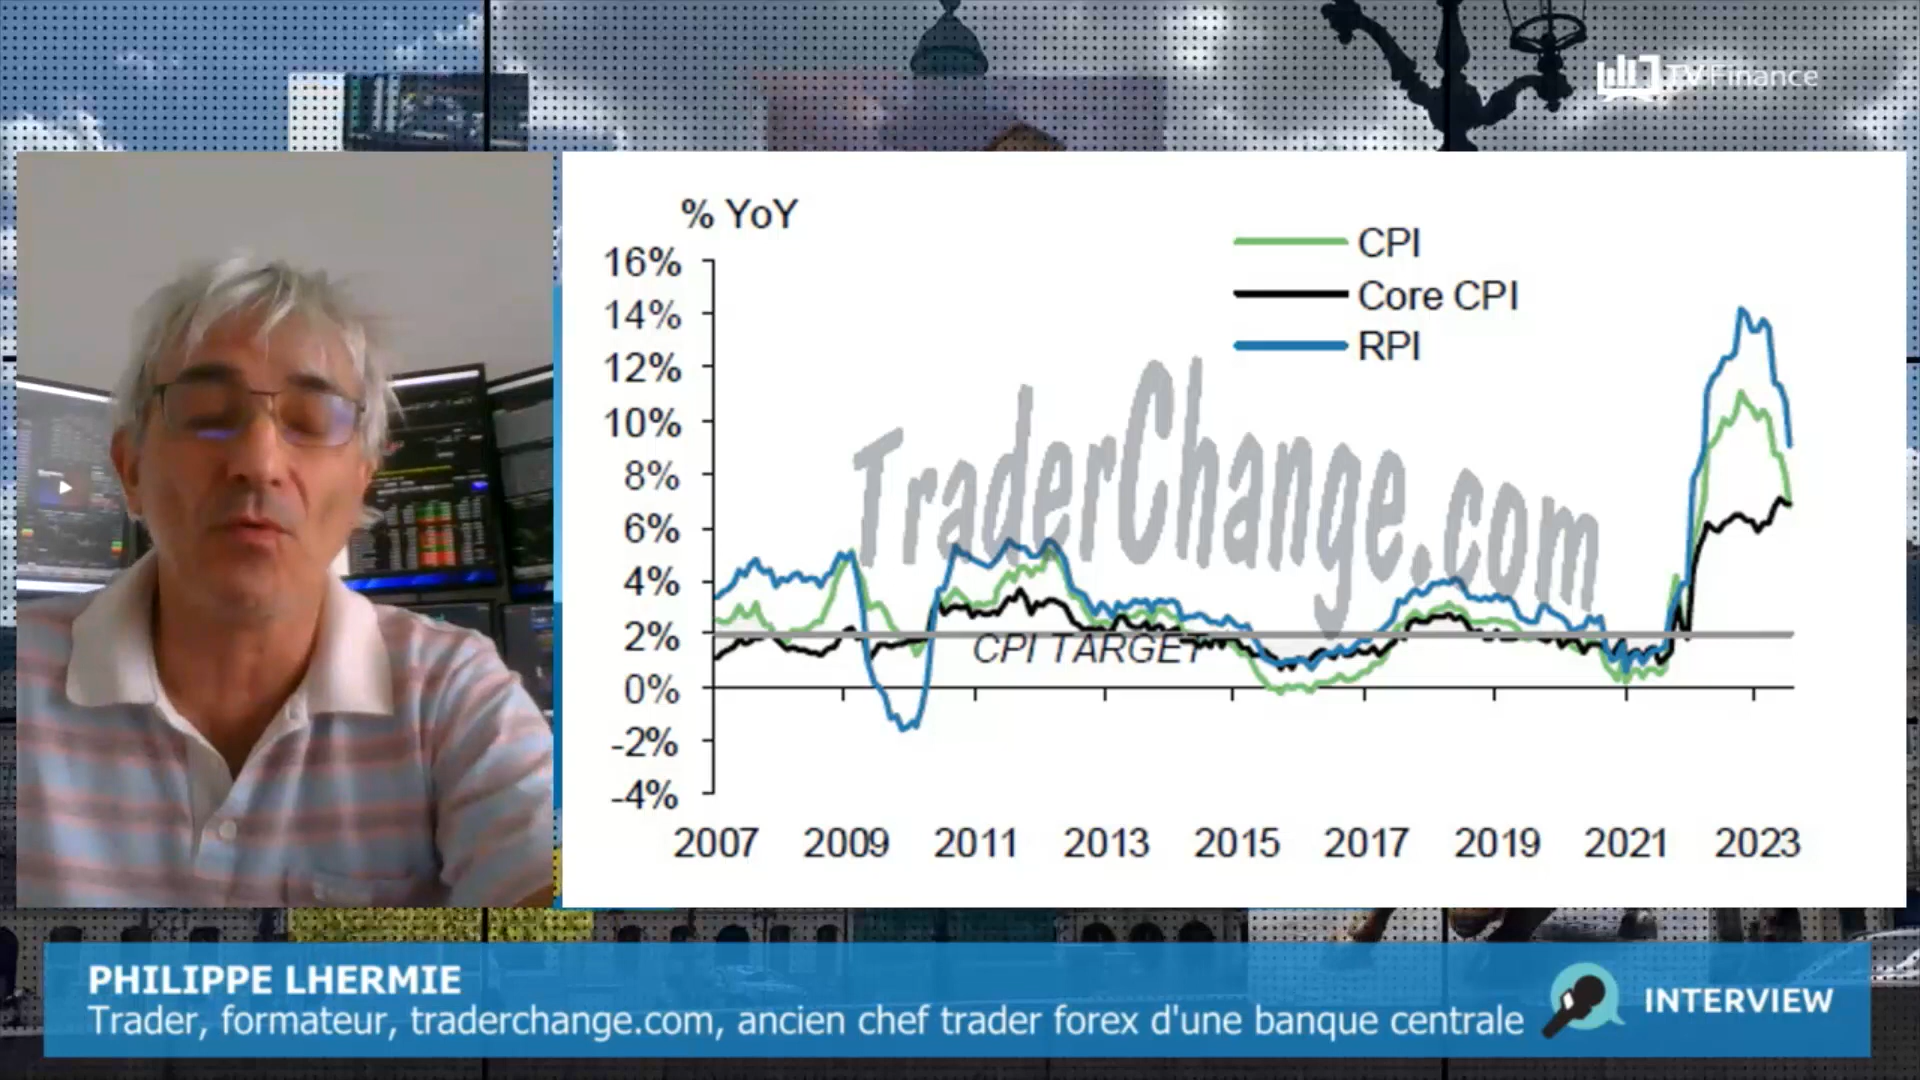 TV Finance
% YoY
CPI
Core CPI
RPI
16%
14%
12%
10%
8%
6%
4%
2%
0%
-2%
-4%
TraderChange.com
CPI TARGET
2007 2009 2011 2013 2015 2017 2019 2021 2023
PHILIPPE LHERMIE
Trader, formateur, traderchange.com, ancien chef trader forex d'une banque centrale
INTERVIEW